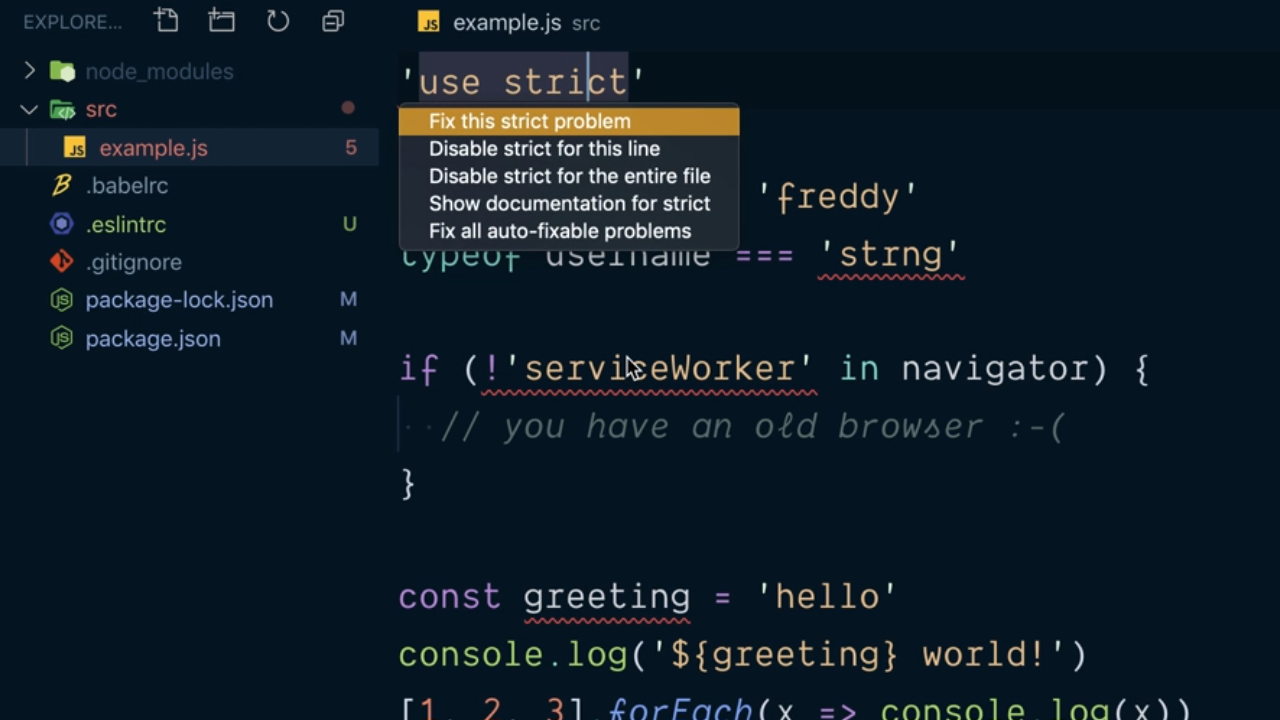 EXPLORE...
example.js src
node_modules
src
example.js 5
.babelrc
.eslintrc U
.gitignore
package-lock.json M
package.json M
'use strict'
Fix this strict problem
Disable strict for this line
Disable strict for the entire file
Show documentation for strict
Fix all auto-fixable problems
'freddy'
typeof username === 'strng'
if (!'serviceWorker' in navigator) {
// you have an old browser :-(
}
const greeting = 'hello'
console.log('${greeting} world!')
[1, 2, 3].forEach(x => console.log(x))